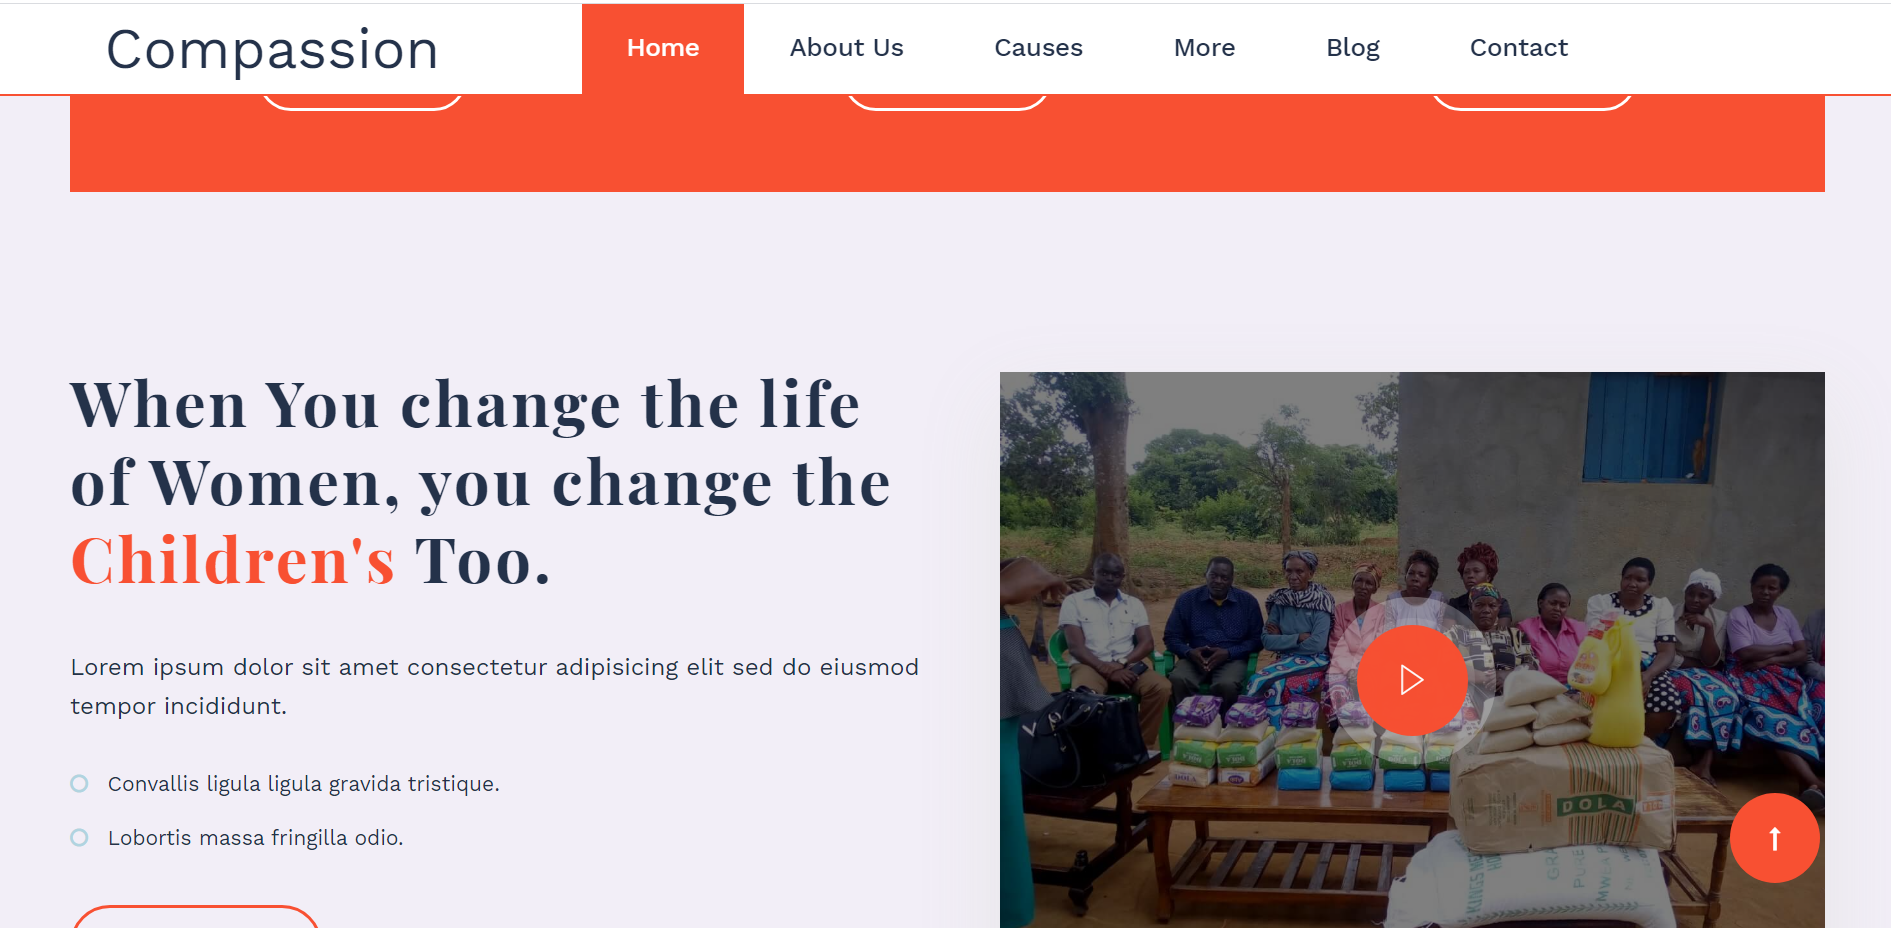 Compassion
Home
About Us
Causes
More
Blog
Contact
When You change the life
of Women, you change the
Children's Too.
Lorem ipsum dolor sit amet consectetur adipisicing elit sed do eiusmod
tempor incididunt.
Convallis ligula ligula gravida tristique.
Lobortis massa fringilla odio.
DOLA